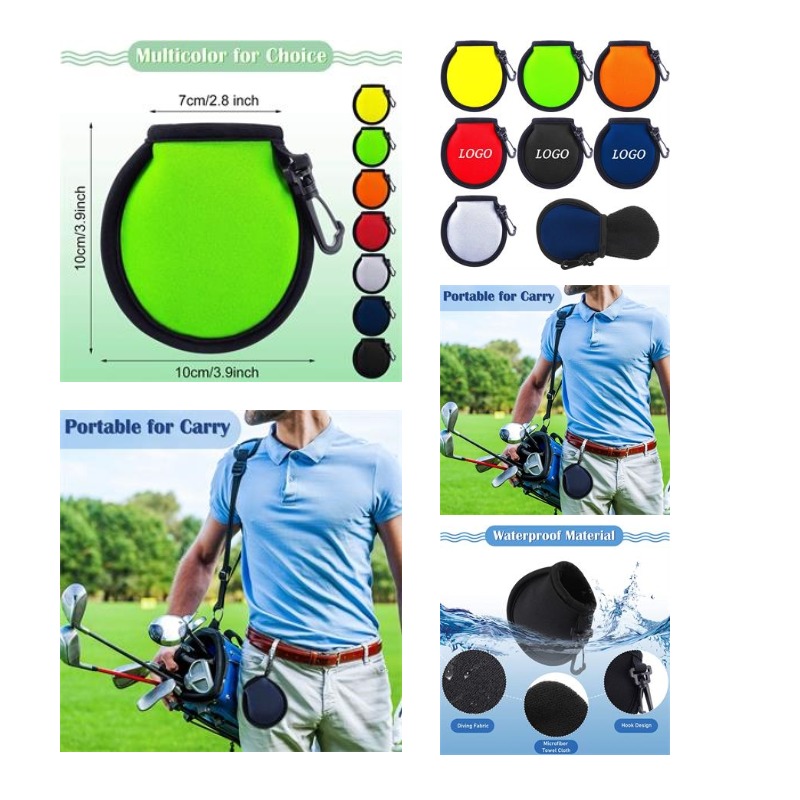 Multicolor for Choice
7cm/2.8 inch
10cm/3.9inch
10cm/3.9inch
LOGO
LOGO
LOGO
Portable for Carry
Portable for Carry
Waterproof Material
Diving Fabric
Microfiber
Towel Cloth
Hook Design